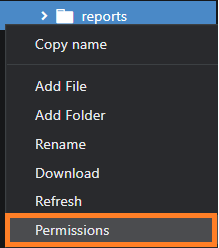 reports
Copy name
Add File
Add Folder
Rename
Download
Refresh
Permissions